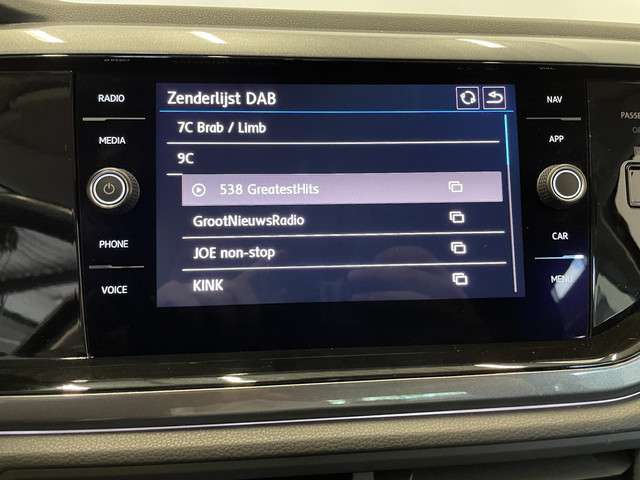 Zenderlijst DAB
7C Brab / Limb
9C
538 GreatestHits
GrootNieuwsRadio
JOE non-stop
KINK
RADIO
MEDIA
PHONE
VOICE
NAV
APP
CAR
MENU